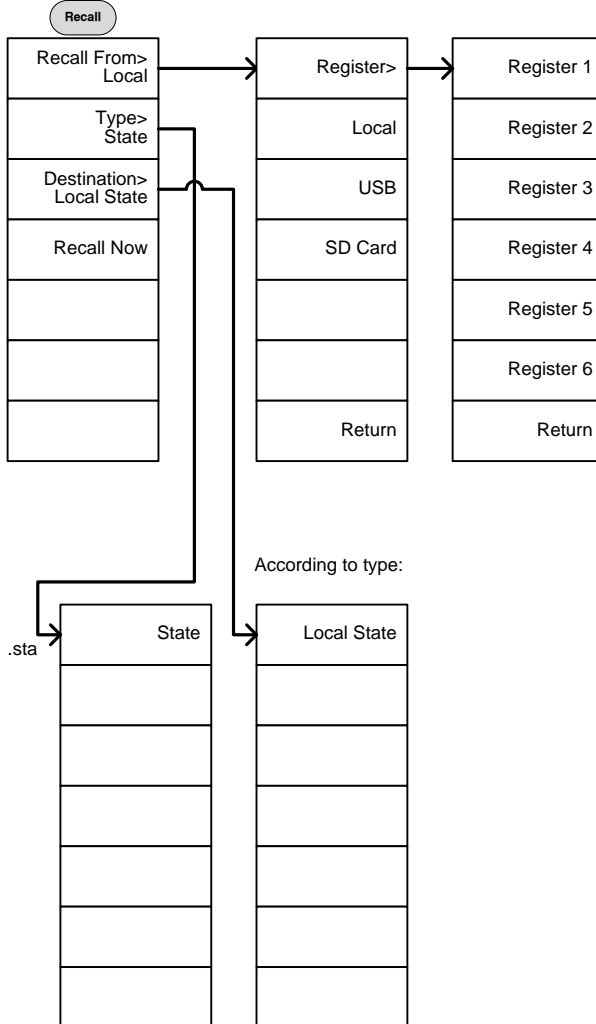 Recall
Recall From>
Local
Type>
State
Destination>
Local State
Recall Now
Register>
Local
USB
SD Card
Return
Register 1
Register 2
Register 3
Register 4
Register 5
Register 6
Return
According to type:
.sta
State
Local State